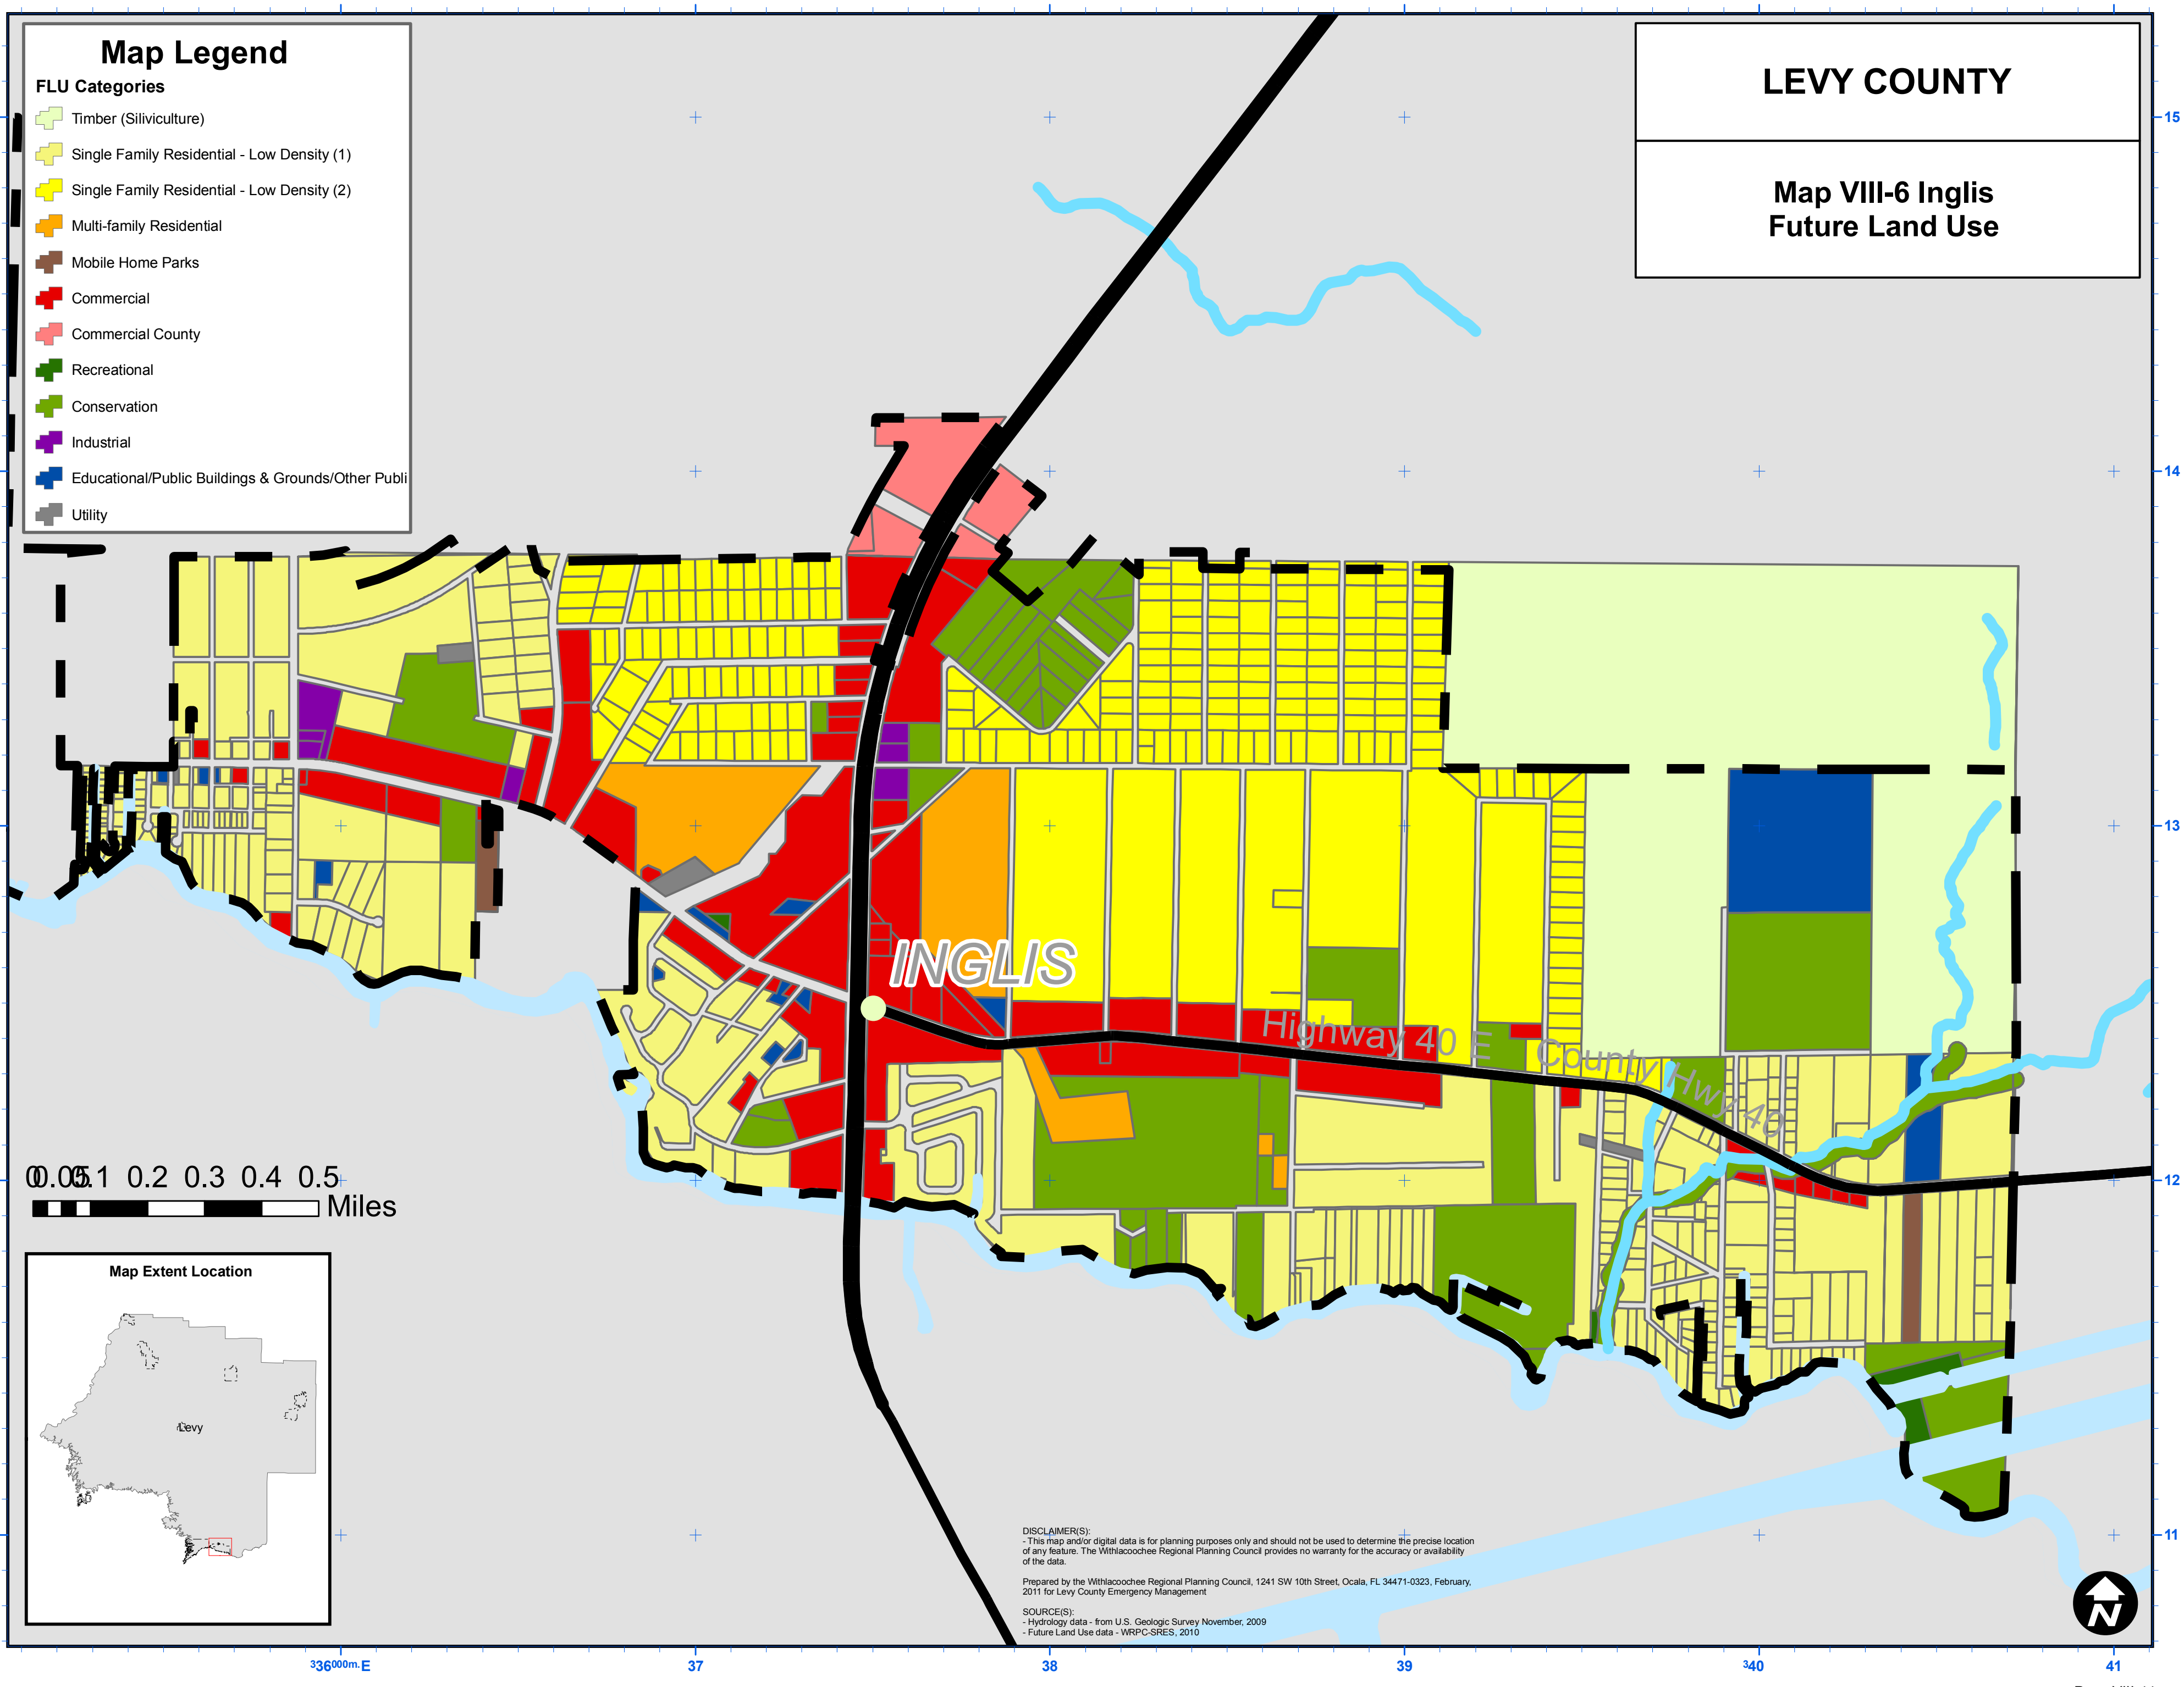 Map Legend
FLU Categories
Timber (Siliviculture)
Single Family Residential - Low Density (1)
Single Family Residential - Low Density (2)
Multi-family Residential
Mobile Home Parks
Commercial
Commercial County
Recreational
Conservation
Industrial
Educational/Public Buildings & Grounds/Other Publi
Utility
LEVY COUNTY
Map VIII-6 Inglis
Future Land Use
15
14
13
12
11
INGLIS
Highway 40 E
County Hwy 40
0 0.05 0.1 0.2 0.3 0.4 0.5
Miles
Map Extent Location
Levy
DISCLAIMER(S):
- This map and/or digital data is for planning purposes only and should not be used to determine the precise location
of any feature. The Withlacoochee Regional Planning Council provides no warranty for the accuracy or availability
of the data.
Prepared by the Withlacoochee Regional Planning Council, 1241 SW 10th Street, Ocala, FL 34471-0323, February,
2011 for Levy County Emergency Management
SOURCE(S):
- Hydrology data - from U.S. Geologic Survey November, 2009
- Future Land Use data - WRPC-SRES, 2010
N
336000m.E 37 38 39 340 41